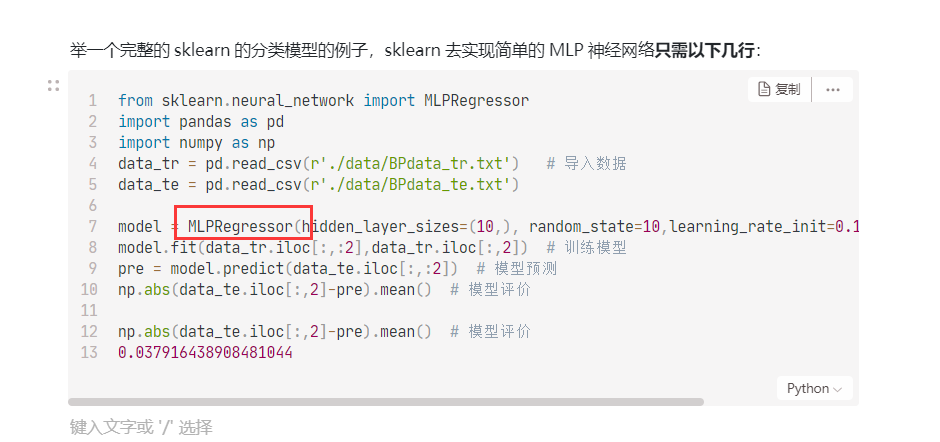 举一个完整的 sklearn 的分类模型的例子，sklearn 去实现简单的 MLP 神经网络只需以下几行：
复制 ...
1 from sklearn.neural_network import MLPRegressor
2 import pandas as pd
3 import numpy as np
4 data_tr = pd.read_csv(r'./data/BPdata_tr.txt')   # 导入数据
5 data_te = pd.read_csv(r'./data/BPdata_te.txt')
6
7 model = MLPRegressor(hidden_layer_sizes=(10,), random_state=10,learning_rate_init=0.1
8 model.fit(data_tr.iloc[:,:2],data_tr.iloc[:,2])  # 训练模型
9 pre = model.predict(data_te.iloc[:,:2])  # 模型预测
10 np.abs(data_te.iloc[:,2]-pre).mean()  # 模型评价
11
12 np.abs(data_te.iloc[:,2]-pre).mean()  # 模型评价
13 0.037916438908481044
Python
键入文字或 '/' 选择